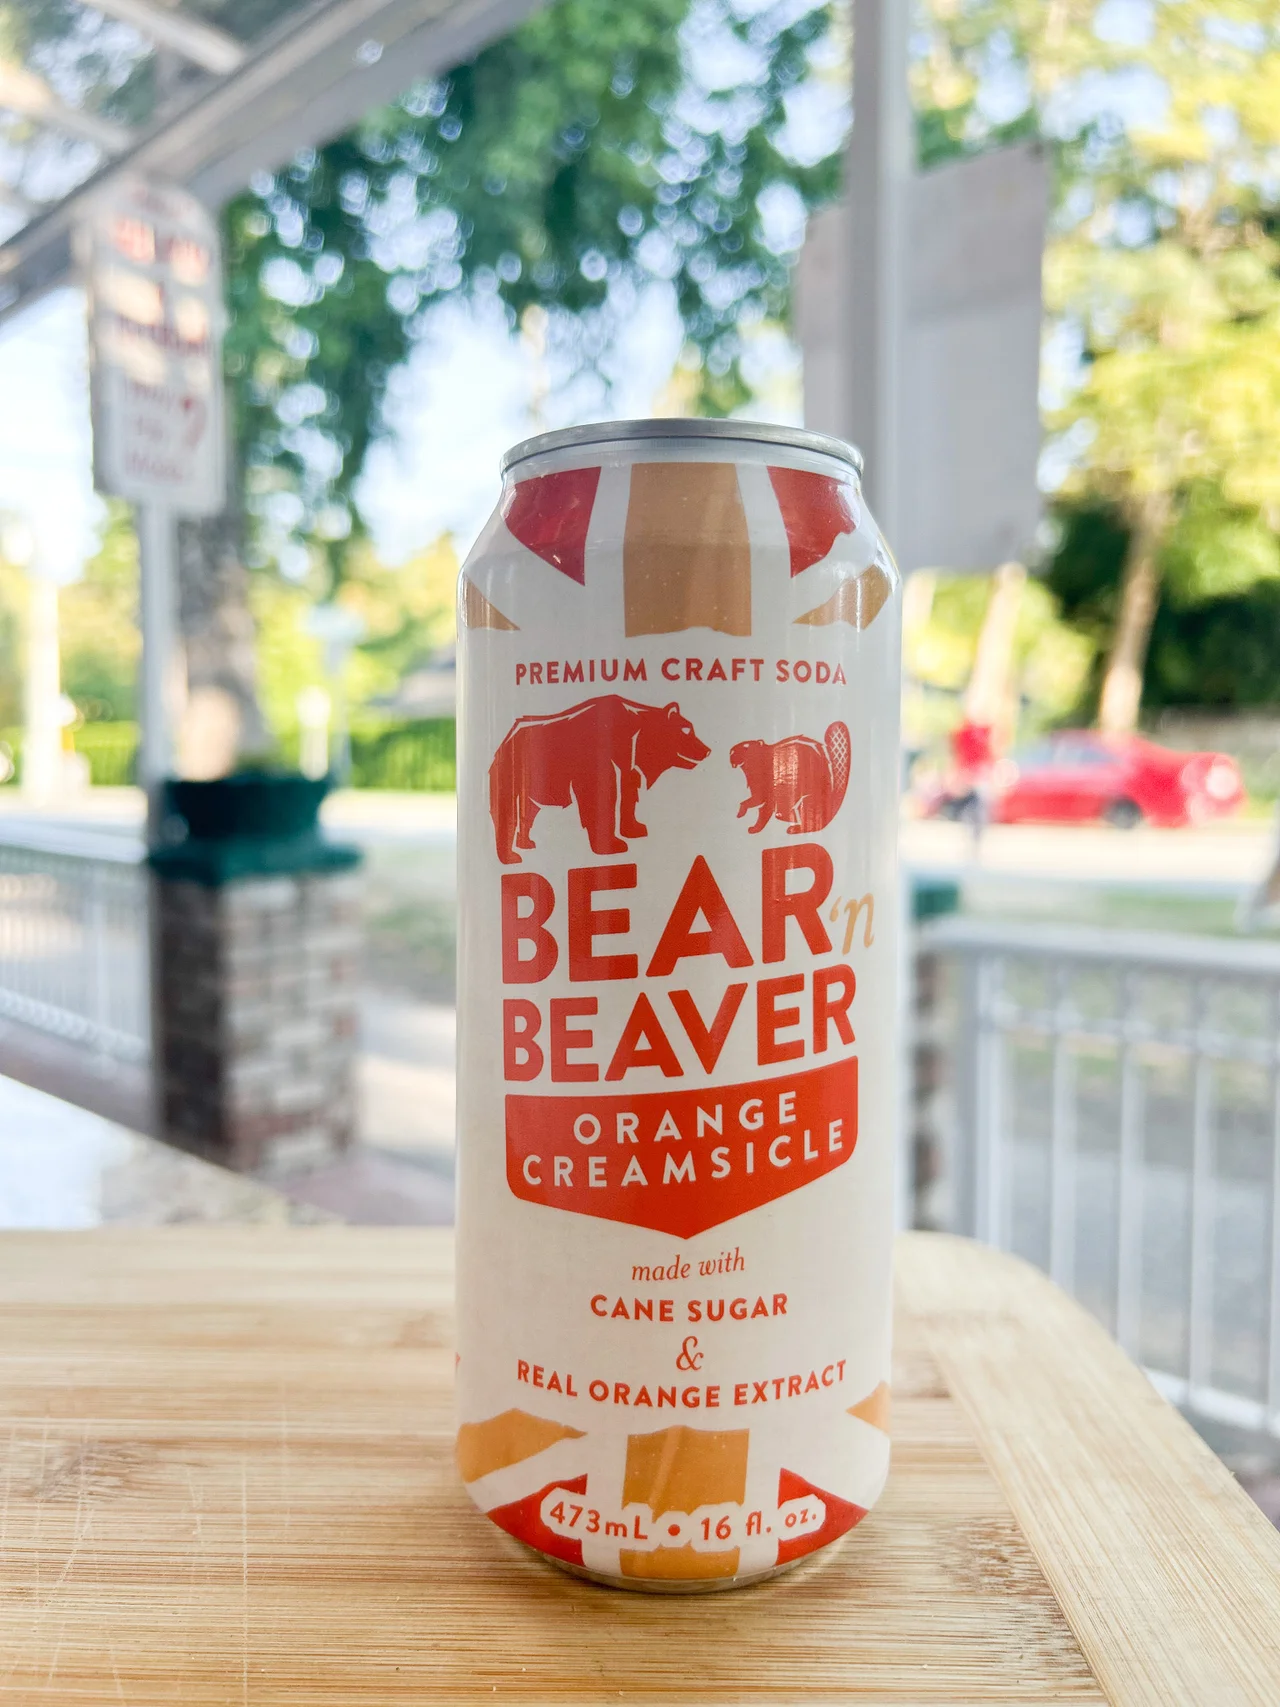 PREMIUM CRAFT SODA
BEAR 'n
BEAVER
ORANGE
CREAMSICLE
made with
CANE SUGAR
&
REAL ORANGE EXTRACT
473mL • 16 fl. oz.